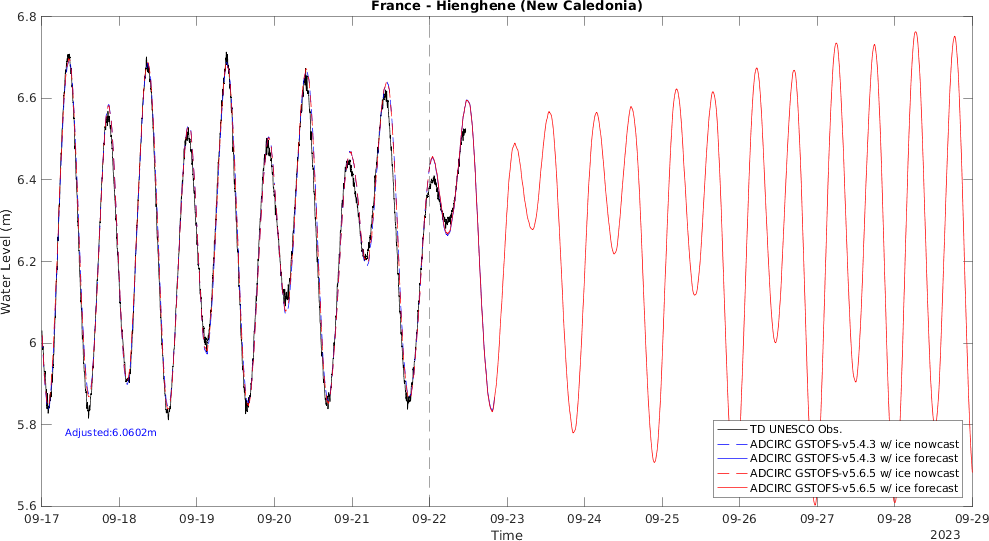 France - Hienghene (New Caledonia)
Water Level (m)
6.8
6.6
6.4
6.2
6
5.8
5.6
Adjusted:6.0602m
TD UNESCO Obs.
ADCIRC GSTOFS-v5.4.3 w/ ice nowcast
ADCIRC GSTOFS-v5.4.3 w/ ice forecast
ADCIRC GSTOFS-v5.6.5 w/ ice nowcast
ADCIRC GSTOFS-v5.6.5 w/ ice forecast
09-17 09-18 09-19 09-20 09-21 09-22 09-23 09-24 09-25 09-26 09-27 09-28 09-29
Time
2023